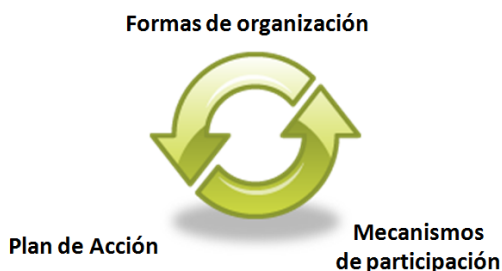 Formas de organización
Plan de Acción
Mecanismos
de participación